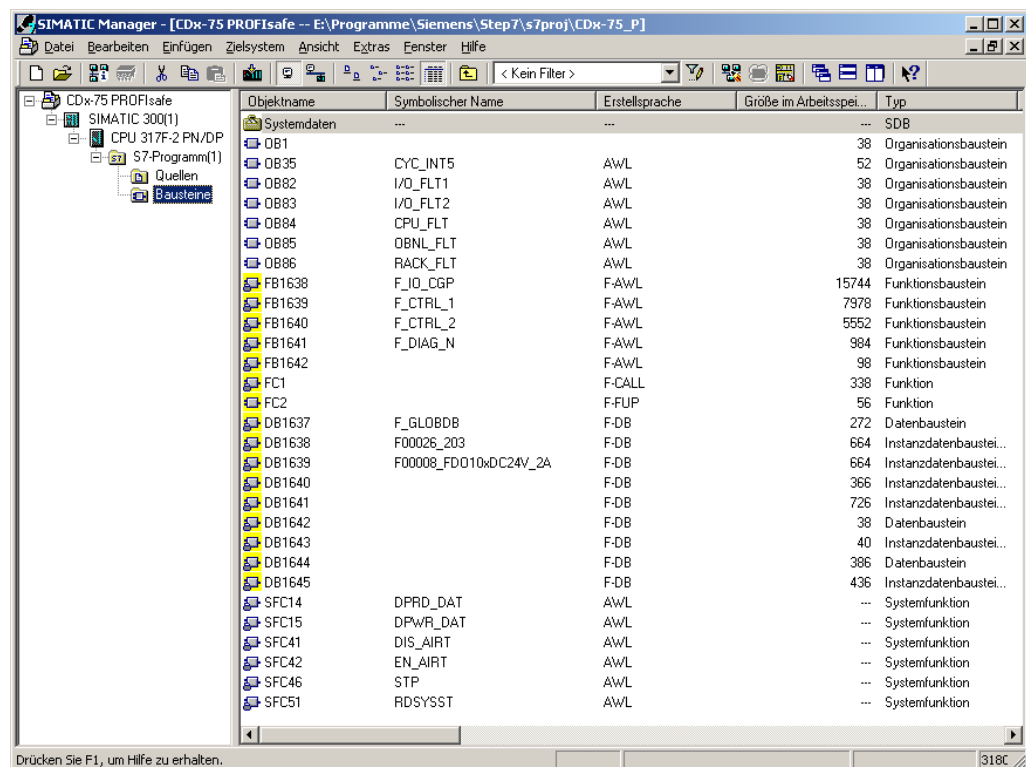 SIMATIC Manager - [CDx-75 PROFIsafe -- E:\Programme\Siemens\Step7\s7proj\CDx-75_P]
Datei Bearbeiten Einfügen Zielsystem Ansicht Extras Fenster Hilfe
< Kein Filter >
CDx-75 PROFIsafe
SIMATIC 300(1)
CPU 317F-2 PN/DP
S7-Programm(1)
Quellen
Bausteine
Objektname Symbolischer Name Erstellsprache Größe im Arbeitsspei... Typ
Systemdaten --- --- --- SDB
OB1 38 Organisationsbaustein
OB35 CYC_INT5 AWL 52 Organisationsbaustein
OB82 I/O_FLT1 AWL 38 Organisationsbaustein
OB83 I/O_FLT2 AWL 38 Organisationsbaustein
OB84 CPU_FLT AWL 38 Organisationsbaustein
OB85 OBNL_FLT AWL 38 Organisationsbaustein
OB86 RACK_FLT AWL 38 Organisationsbaustein
FB1638 F_IO_CGP F-AWL 15744 Funktionsbaustein
FB1639 F_CTRL_1 F-AWL 7978 Funktionsbaustein
FB1640 F_CTRL_2 F-AWL 5552 Funktionsbaustein
FB1641 F_DIAG_N F-AWL 984 Funktionsbaustein
FB1642 F-AWL 98 Funktionsbaustein
FC1 F-CALL 338 Funktion
FC2 F-FUP 56 Funktion
DB1637 F_GLOBDB F-DB 272 Datenbaustein
DB1638 F00026_203 F-DB 664 Instanzdatenbaustei...
DB1639 F00008_FDO10xDC24V_2A F-DB 664 Instanzdatenbaustei...
DB1640 F-DB 366 Instanzdatenbaustei...
DB1641 F-DB 726 Instanzdatenbaustei...
DB1642 F-DB 38 Datenbaustein
DB1643 F-DB 40 Instanzdatenbaustei...
DB1644 F-DB 386 Datenbaustein
DB1645 F-DB 436 Instanzdatenbaustei...
SFC14 DPRD_DAT AWL --- Systemfunktion
SFC15 DPWR_DAT AWL --- Systemfunktion
SFC41 DIS_AIRT AWL --- Systemfunktion
SFC42 EN_AIRT AWL --- Systemfunktion
SFC46 STP AWL --- Systemfunktion
SFC51 RDSYSST AWL --- Systemfunktion
Drücken Sie F1, um Hilfe zu erhalten.